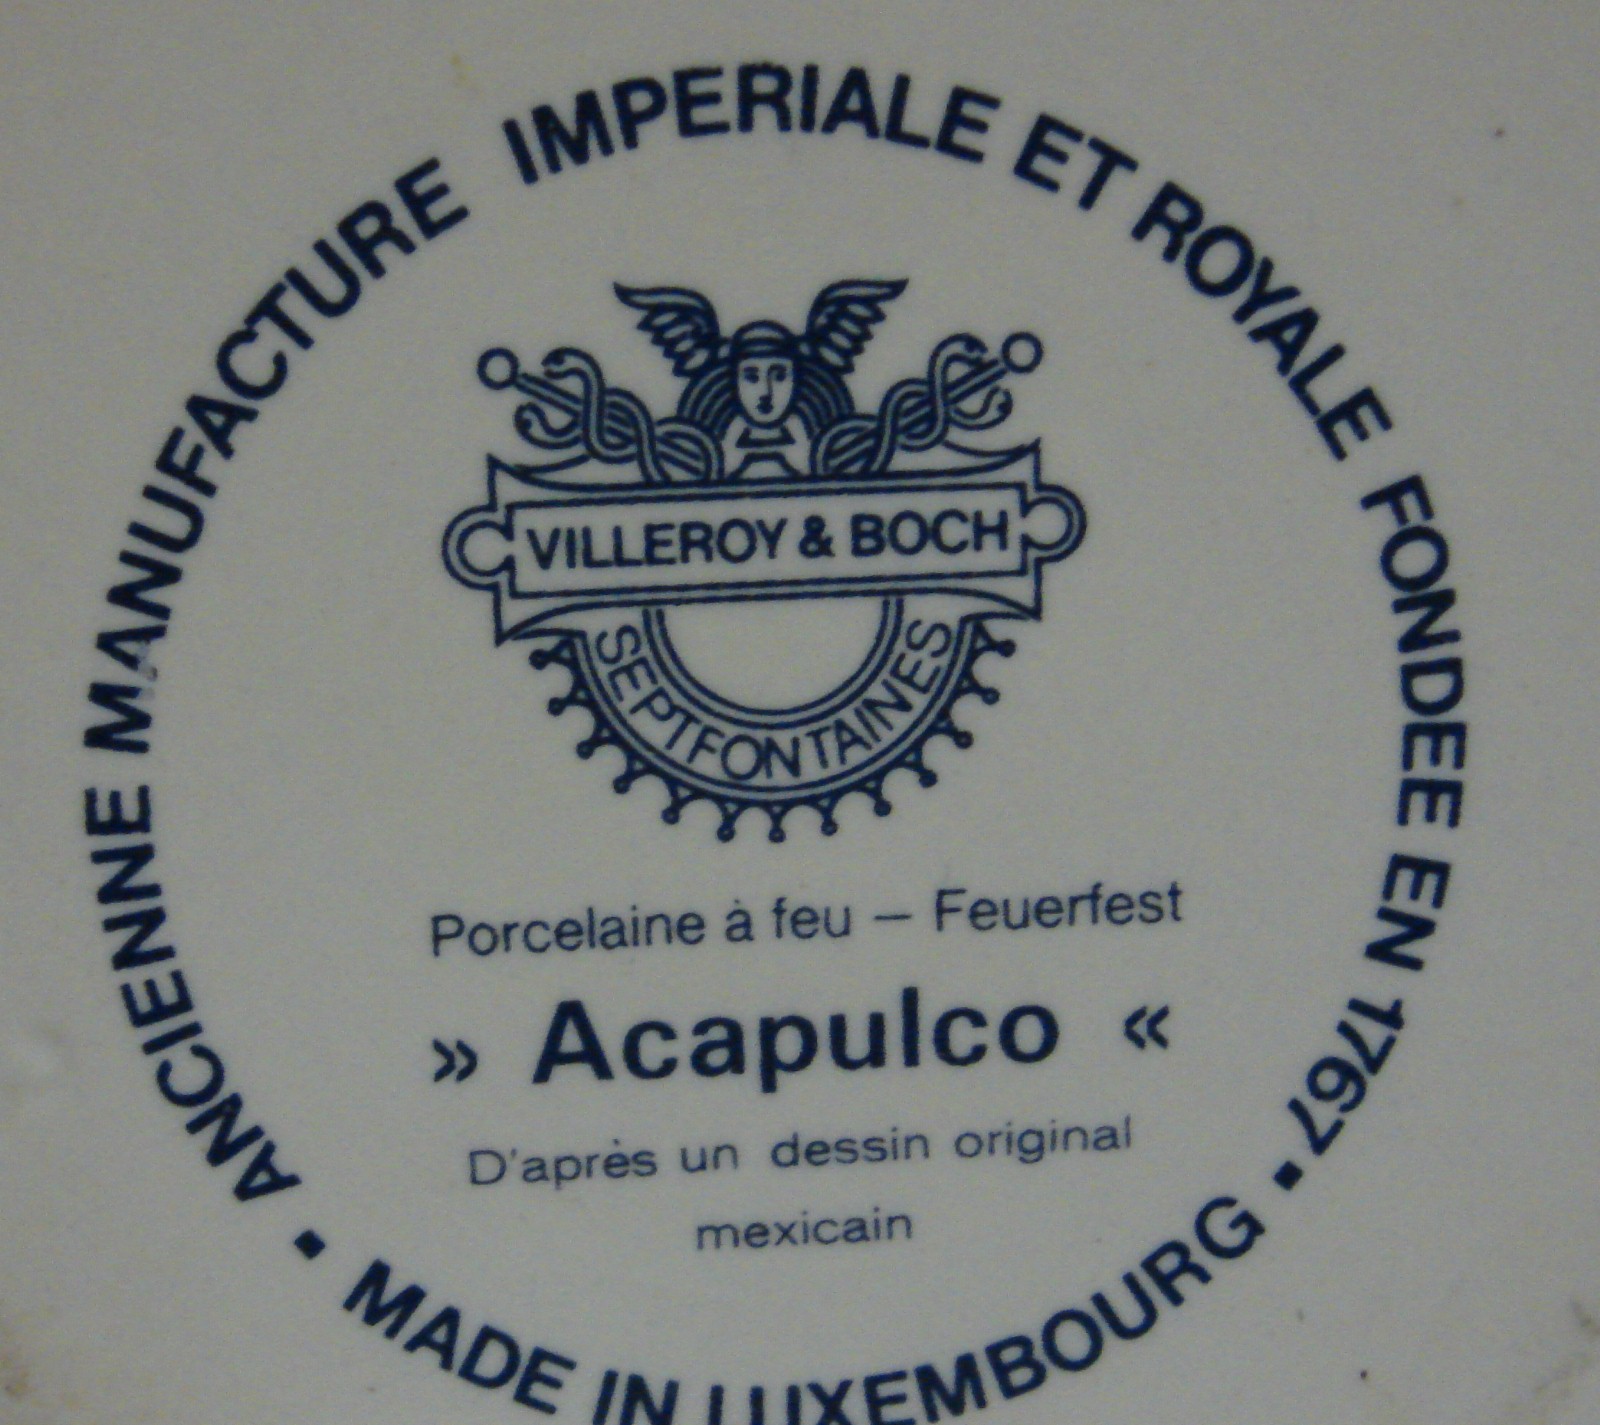 ANCIENNE MANUFACTURE IMPERIALE ET ROYALE FONDEE EN 1767 •
MADE IN LUXEMBOURG •
VILLEROY & BOCH
SEPTFONTAINES
Porcelaine à feu – Feuerfest
» Acapulco «
D'après un dessin original
mexicain